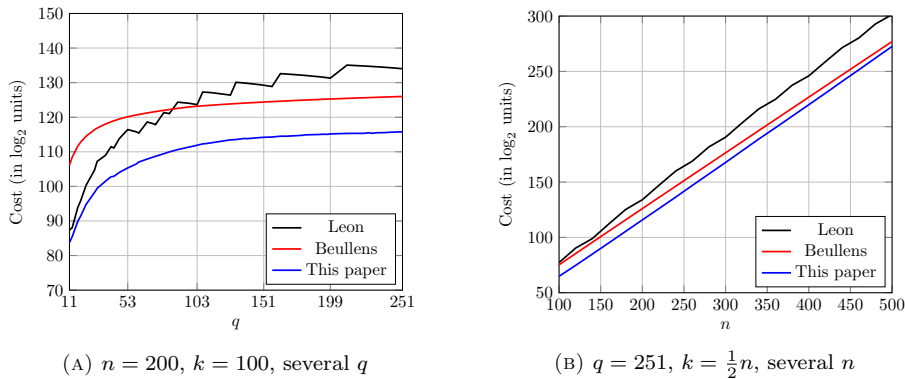 150
140
130
120
110
100
90
80
70
Cost (in log₂ units)
11 53 103 151 199 251
q
Leon
Beullens
This paper
(A) n = 200, k = 100, several q
300
250
200
150
100
50
Cost (in log₂ units)
100 150 200 250 300 350 400 450 500
n
Leon
Beullens
This paper
(B) q = 251, k = ½n, several n